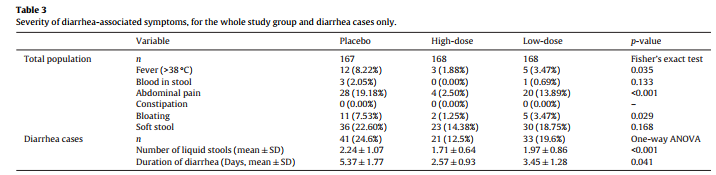 Table 3
Severity of diarrhea-associated symptoms, for the whole study group and diarrhea cases only.
Variable Placebo High-dose Low-dose p-value
Total population n 167 168 168 Fisher's exact test
Fever (>38 °C) 12 (8.22%) 3 (1.88%) 5 (3.47%) 0.035
Blood in stool 3 (2.05%) 0 (0.00%) 1 (0.69%) 0.133
Abdominal pain 28 (19.18%) 4 (2.50%) 20 (13.89%) <0.001
Constipation 0 (0.00%) 0 (0.00%) 0 (0.00%) –
Bloating 11 (7.53%) 2 (1.25%) 5 (3.47%) 0.029
Soft stool 36 (22.60%) 23 (14.38%) 30 (18.75%) 0.168
Diarrhea cases n 41 (24.6%) 21 (12.5%) 33 (19.6%) One-way ANOVA
Number of liquid stools (mean ± SD) 2.24 ± 1.07 1.71 ± 0.64 1.97 ± 0.86 <0.001
Duration of diarrhea (Days, mean ± SD) 5.37 ± 1.77 2.57 ± 0.93 3.45 ± 1.28 0.041